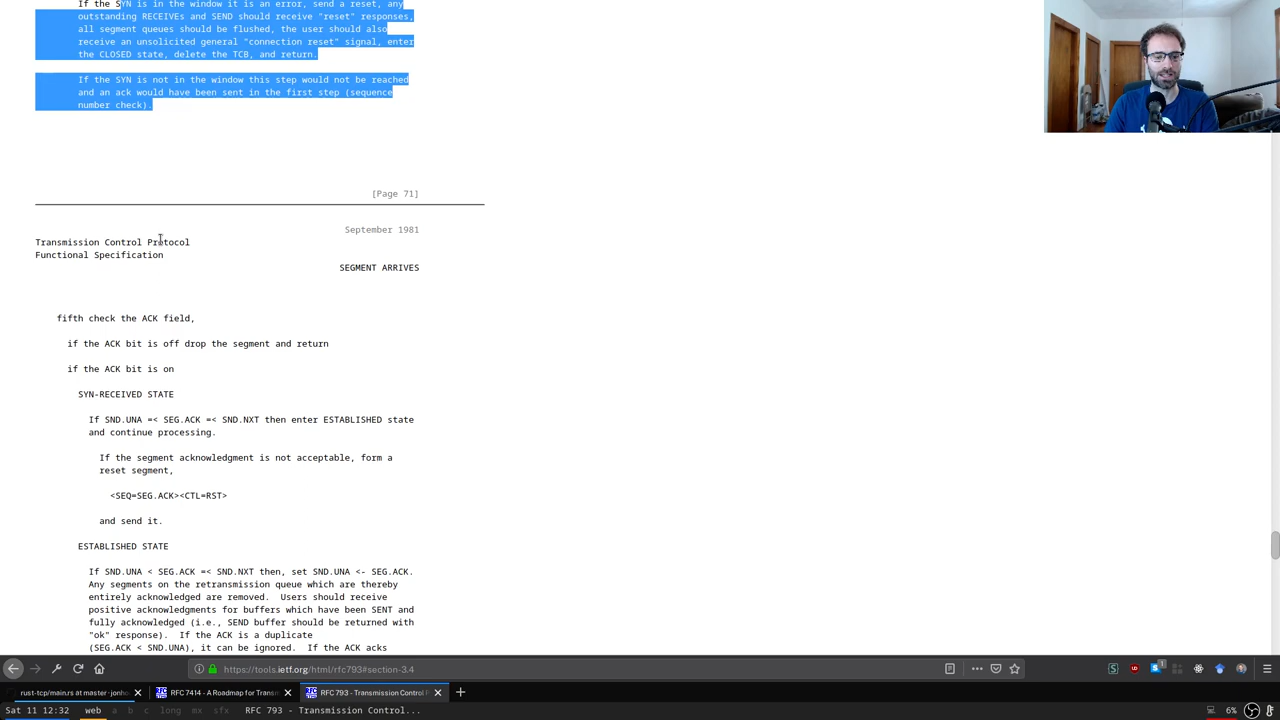 If the SYN is in the window it is an error, send a reset, any
outstanding RECEIVEs and SEND should receive "reset" responses,
all segment queues should be flushed, the user should also
receive an unsolicited general "connection reset" signal, enter
the CLOSED state, delete the TCB, and return.
If the SYN is not in the window this step would not be reached
and an ack would have been sent in the first step (sequence
number check).
[Page 71]
September 1981
Transmission Control Protocol
Functional Specification
SEGMENT ARRIVES
fifth check the ACK field,
if the ACK bit is off drop the segment and return
if the ACK bit is on
SYN-RECEIVED STATE
If SND.UNA =< SEG.ACK =< SND.NXT then enter ESTABLISHED state
and continue processing.
If the segment acknowledgment is not acceptable, form a
reset segment,
<SEQ=SEG.ACK><CTL=RST>
and send it.
ESTABLISHED STATE
If SND.UNA < SEG.ACK =< SND.NXT then, set SND.UNA <- SEG.ACK.
Any segments on the retransmission queue which are thereby
entirely acknowledged are removed.  Users should receive
positive acknowledgments for buffers which have been SENT and
fully acknowledged (i.e., SEND buffer should be returned with
"ok" response).  If the ACK is a duplicate
(SEG.ACK < SND.UNA), it can be ignored.  If the ACK acks
https://tools.ietf.org/html/rfc793#section-3.4
rust-tcp/main.rs at master · jonho
RFC 7414 - A Roadmap for Transm
RFC 793 - Transmission Control P
Sat 11 12:32 web a b c long mx sfx RFC 793 - Transmission Control... 6%